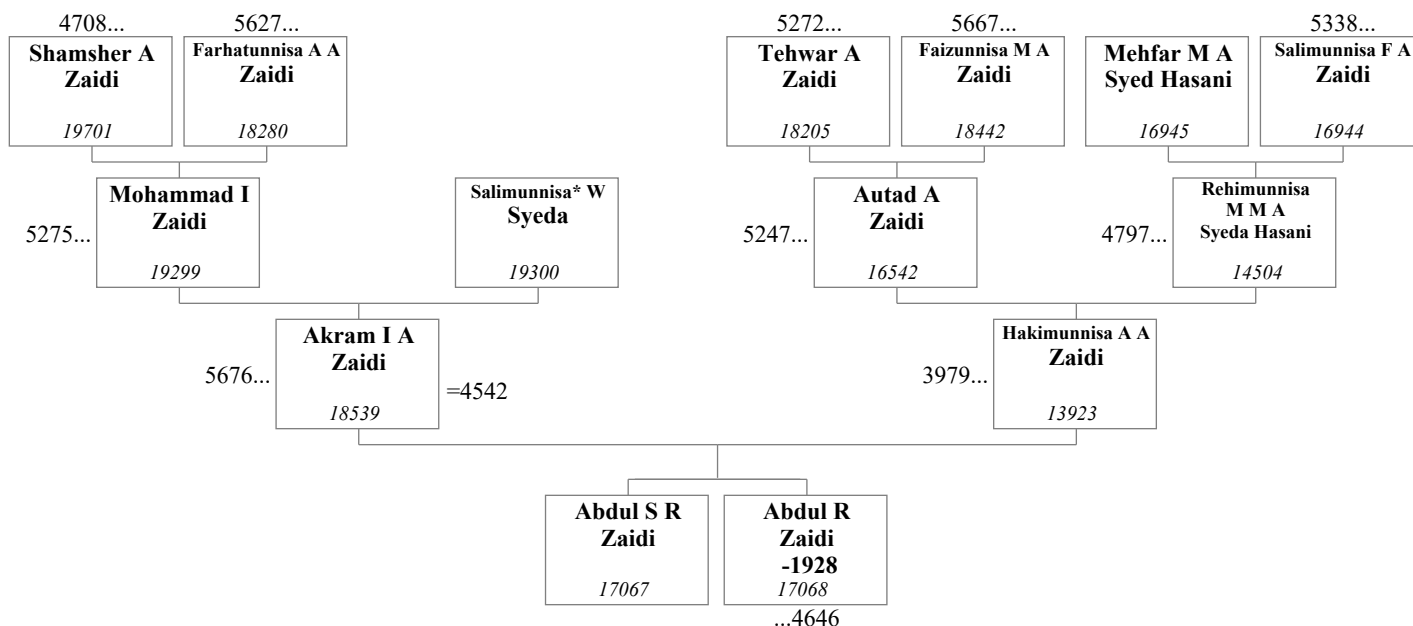 4708...
5627...
5272...
5667...
5338...
Shamsher A
Zaidi
19701
Farhatunnisa A A
Zaidi
18280
Tehwar A
Zaidi
18205
Faizunnisa M A
Zaidi
18442
Mehfar M A
Syed Hasani
16945
Salimunnisa F A
Zaidi
16944
5275...
Mohammad I
Zaidi
19299
Salimunnisa* W
Syeda
19300
5247...
Autad A
Zaidi
16542
4797...
Rehimunnisa
M M A
Syeda Hasani
14504
5676...
Akram I A
Zaidi
18539
=4542
3979...
Hakimunnisa A A
Zaidi
13923
Abdul S R
Zaidi
17067
Abdul R
Zaidi
-1928
17068
...4646